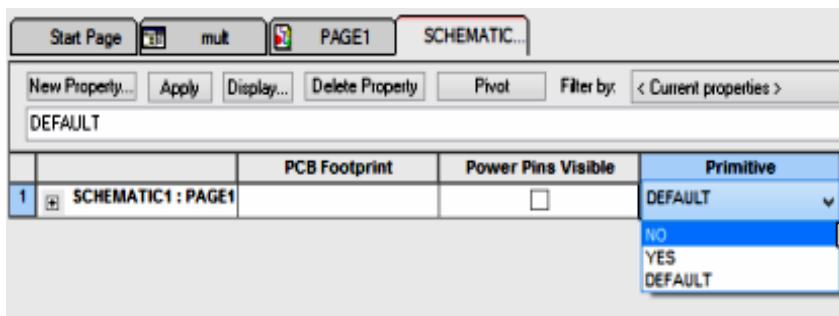 Start Page mult PAGE1 SCHEMATIC...
New Property... Apply Display... Delete Property Pivot Filter by: < Current properties >
DEFAULT
PCB Footprint Power Pins Visible Primitive
1 SCHEMATIC1 : PAGE1 DEFAULT
NO
YES
DEFAULT